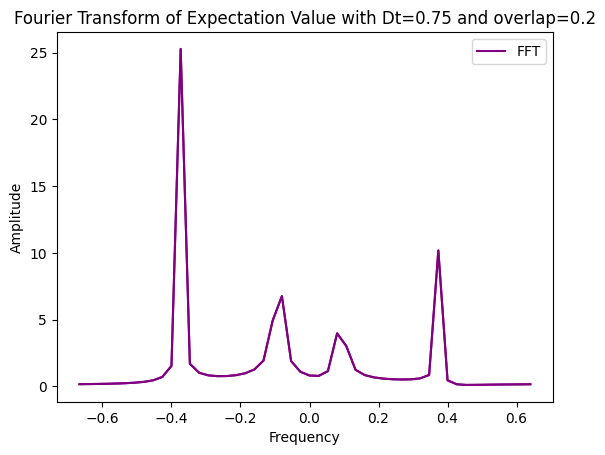 Fourier Transform of Expectation Value with Dt=0.75 and overlap=0.2
FFT
25
20
15
10
5
0
Amplitude
−0.6 −0.4 −0.2 0.0 0.2 0.4 0.6
Frequency